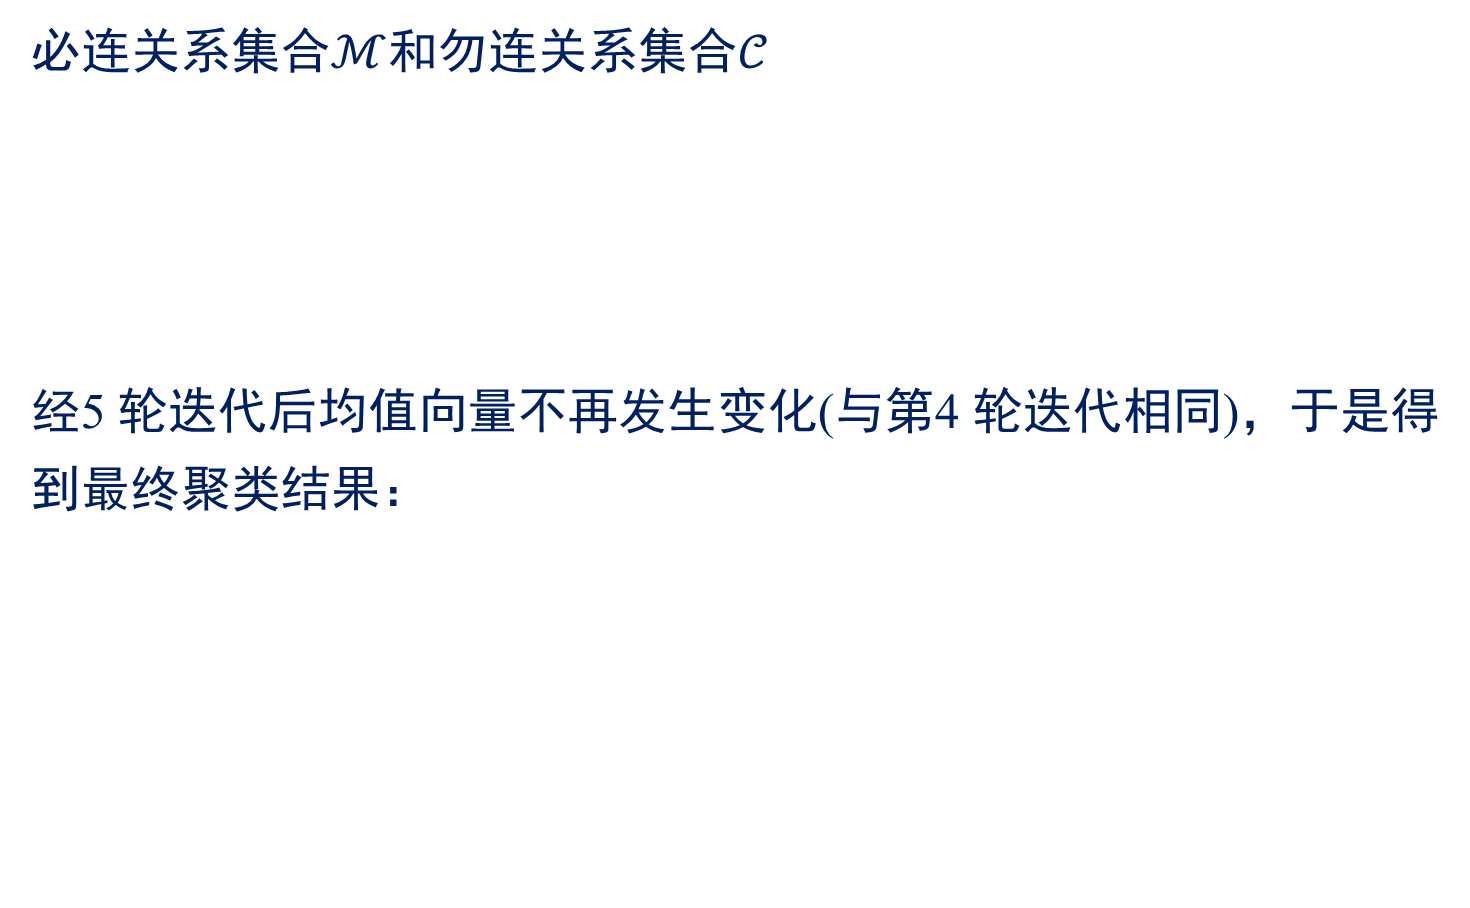 必连关系集合ℳ和勿连关系集合𝒞
经5 轮迭代后均值向量不再发生变化(与第4 轮迭代相同)，于是得
到最终聚类结果：